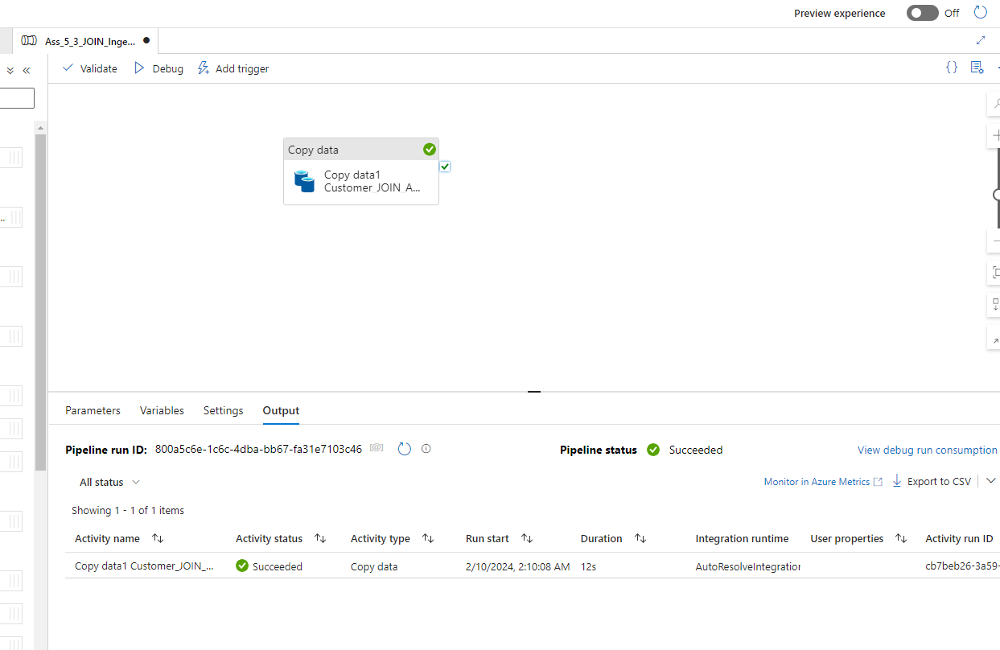 Preview experience Off
Ass_5_3_JOIN_Inge...
Validate Debug Add trigger
{}
Copy data
Copy data1
Customer JOIN_A...
...
Parameters Variables Settings Output
Pipeline run ID: 800a5c6e-1c6c-4dba-bb67-fa31e7103c46 [@] Pipeline status Succeeded View debug run consumption
All status Monitor in Azure Metrics Export to CSV
Showing 1 - 1 of 1 items
Activity name Activity status Activity type Run start Duration Integration runtime User properties Activity run ID
Copy data1 Customer_JOIN_... Succeeded Copy data 2/10/2024, 2:10:08 AM 12s AutoResolveIntegration cb7beb26-3a59-